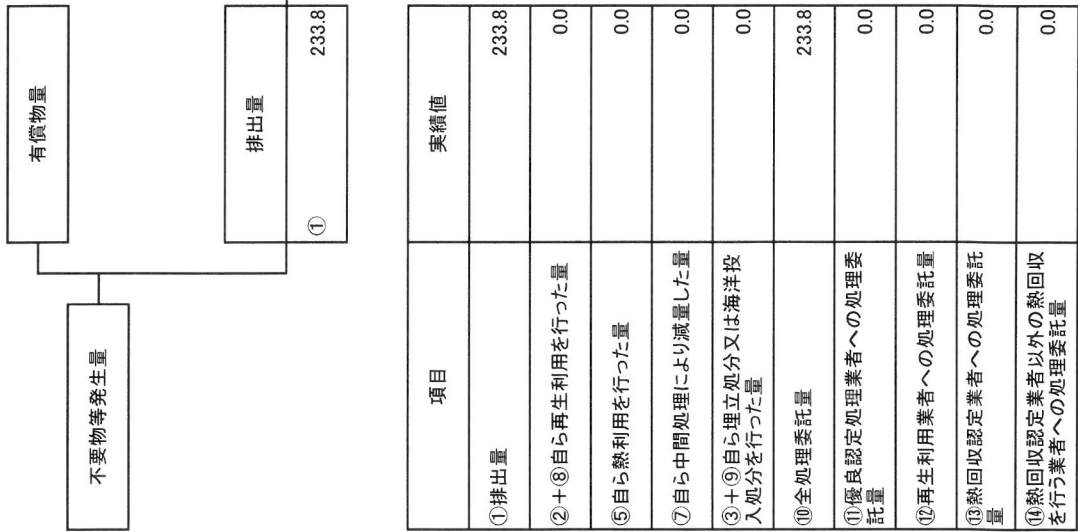 不要物等発生量
有償物量
排出量
①
233.8
項目
実績値
①排出量
233.8
②＋⑧自ら再生利用を行った量
0.0
⑤自ら熱利用を行った量
0.0
⑦自ら中間処理により減量した量
0.0
③＋⑨自ら埋立処分又は海洋投
入処分を行った量
0.0
⑩全処理委託量
233.8
⑪優良認定処理業者への処理委
託量
0.0
⑫再生利用業者への処理委託量
0.0
⑬熱回収認定業者への処理委託
量
0.0
⑭熱回収認定業者以外の熱回収
を行う業者への処理委託量
0.0